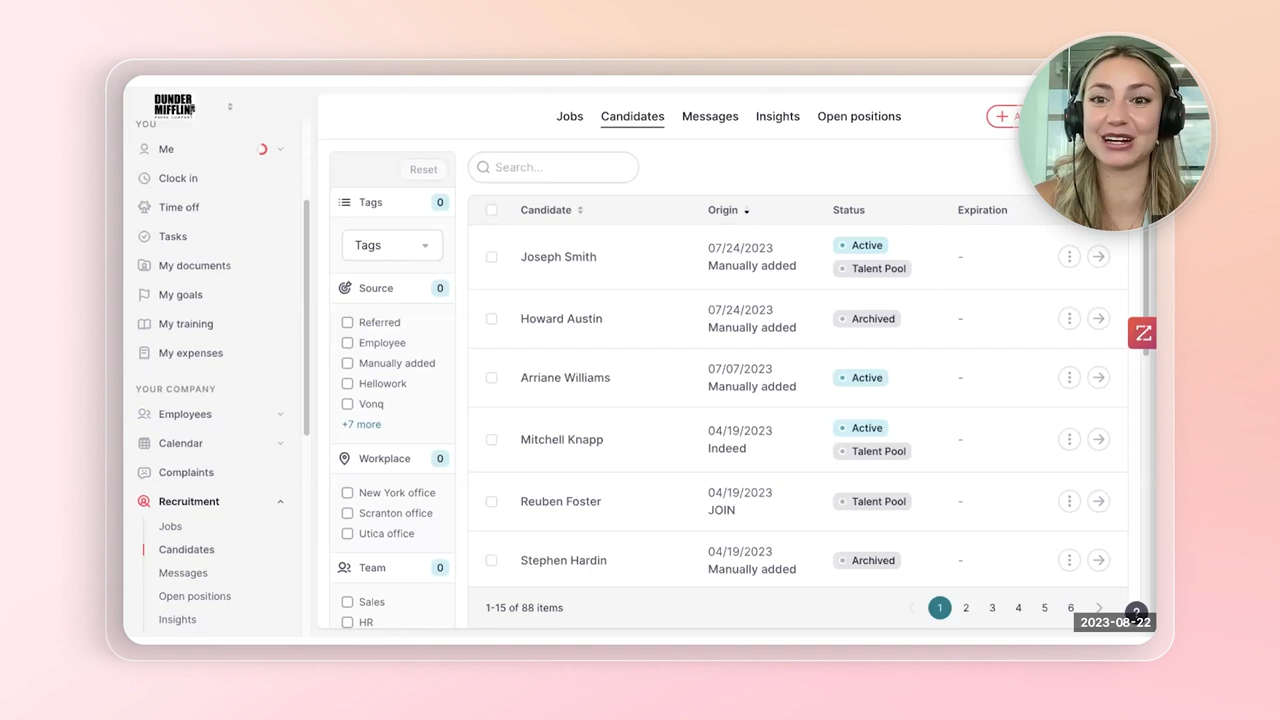 DUNDER
MIFFLIN
YOU
Me
Clock in
Time off
Tasks
My documents
My goals
My training
My expenses
YOUR COMPANY
Employees
Calendar
Complaints
Recruitment
Jobs
Candidates
Messages
Open positions
Insights
Jobs Candidates Messages Insights Open positions
Reset
Tags 0
Tags
Source 0
Referred
Employee
Manually added
Hellowork
Vonq
+7 more
Workplace 0
New York office
Scranton office
Utica office
Team 0
Sales
HR
Search...
Candidate Origin Status Expiration
Joseph Smith 07/24/2023 Manually added Active Talent Pool -
Howard Austin 07/24/2023 Manually added Archived -
Arriane Williams 07/07/2023 Manually added Active -
Mitchell Knapp 04/19/2023 Indeed Active Talent Pool -
Reuben Foster 04/19/2023 JOIN Talent Pool -
Stephen Hardin 04/19/2023 Manually added Archived -
1-15 of 88 items
1 2 3 4 5 6
?
2023-08-22